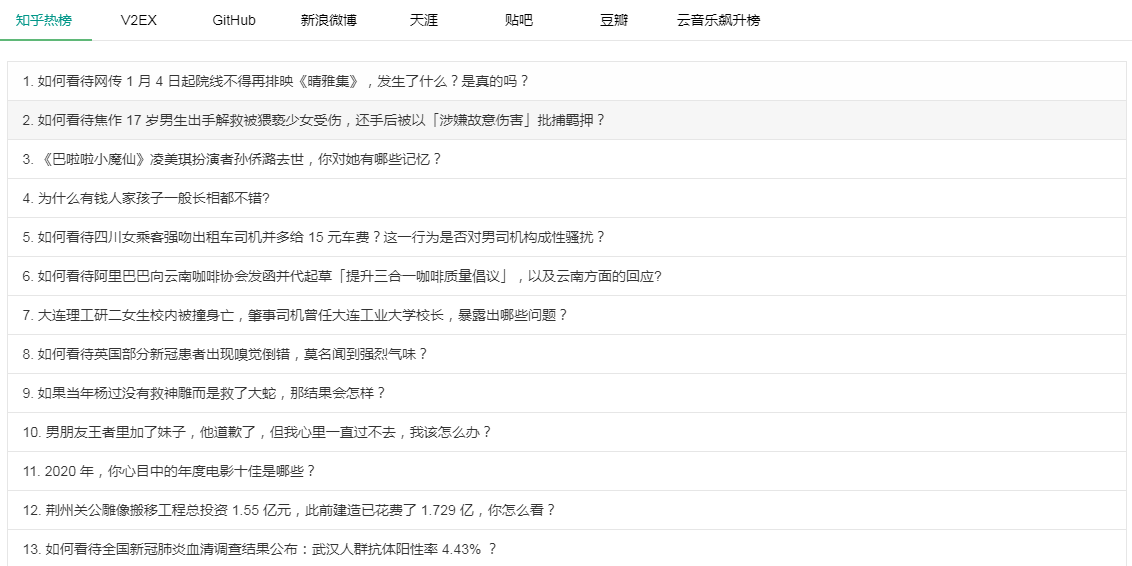 知乎热榜 V2EX GitHub 新浪微博 天涯 贴吧 豆瓣 云音乐飙升榜
1. 如何看待网传 1 月 4 日起院线不得再排映《晴雅集》，发生了什么？是真的吗？
2. 如何看待焦作 17 岁男生出手解救被猥亵少女受伤，还手后被以「涉嫌故意伤害」批捕羁押？
3. 《巴啦啦小魔仙》凌美琪扮演者孙侨潞去世，你对她有哪些记忆？
4. 为什么有钱人家孩子一般长相都不错?
5. 如何看待四川女乘客强吻出租车司机并多给 15 元车费？这一行为是否对男司机构成性骚扰？
6. 如何看待阿里巴巴向云南咖啡协会发函并代起草「提升三合一咖啡质量倡议」，以及云南方面的回应?
7. 大连理工研二女生校内被撞身亡，肇事司机曾任大连工业大学校长，暴露出哪些问题？
8. 如何看待英国部分新冠患者出现嗅觉倒错，莫名闻到强烈气味？
9. 如果当年杨过没有救神雕而是救了大蛇，那结果会怎样？
10. 男朋友王者里加了妹子，他道歉了，但我心里一直过不去，我该怎么办？
11. 2020 年，你心目中的年度电影十佳是哪些？
12. 荆州关公雕像搬移工程总投资 1.55 亿元，此前建造已花费了 1.729 亿，你怎么看？
13. 如何看待全国新冠肺炎血清调查结果公布：武汉人群抗体阳性率 4.43% ？